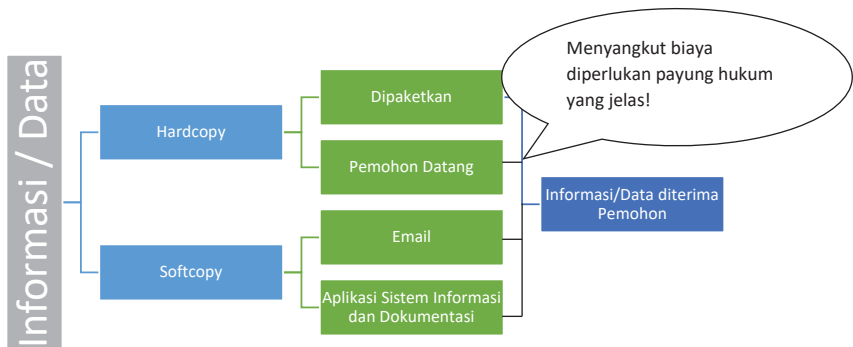 Informasi / Data
Hardcopy
Softcopy
Dipaketkan
Pemohon Datang
Email
Aplikasi Sistem Informasi
dan Dokumentasi
Menyangkut biaya
diperlukan payung hukum
yang jelas!
Informasi/Data diterima
Pemohon